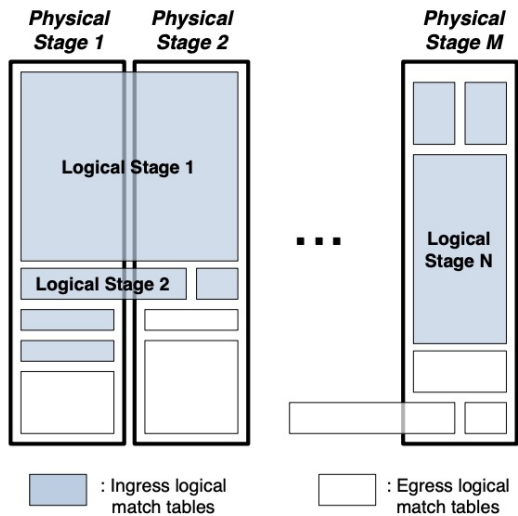 Physical Stage 1
Physical Stage 2
Physical Stage M
Logical Stage 1
Logical Stage 2
...
Logical
Stage N
: Ingress logical
match tables
: Egress logical
match tables